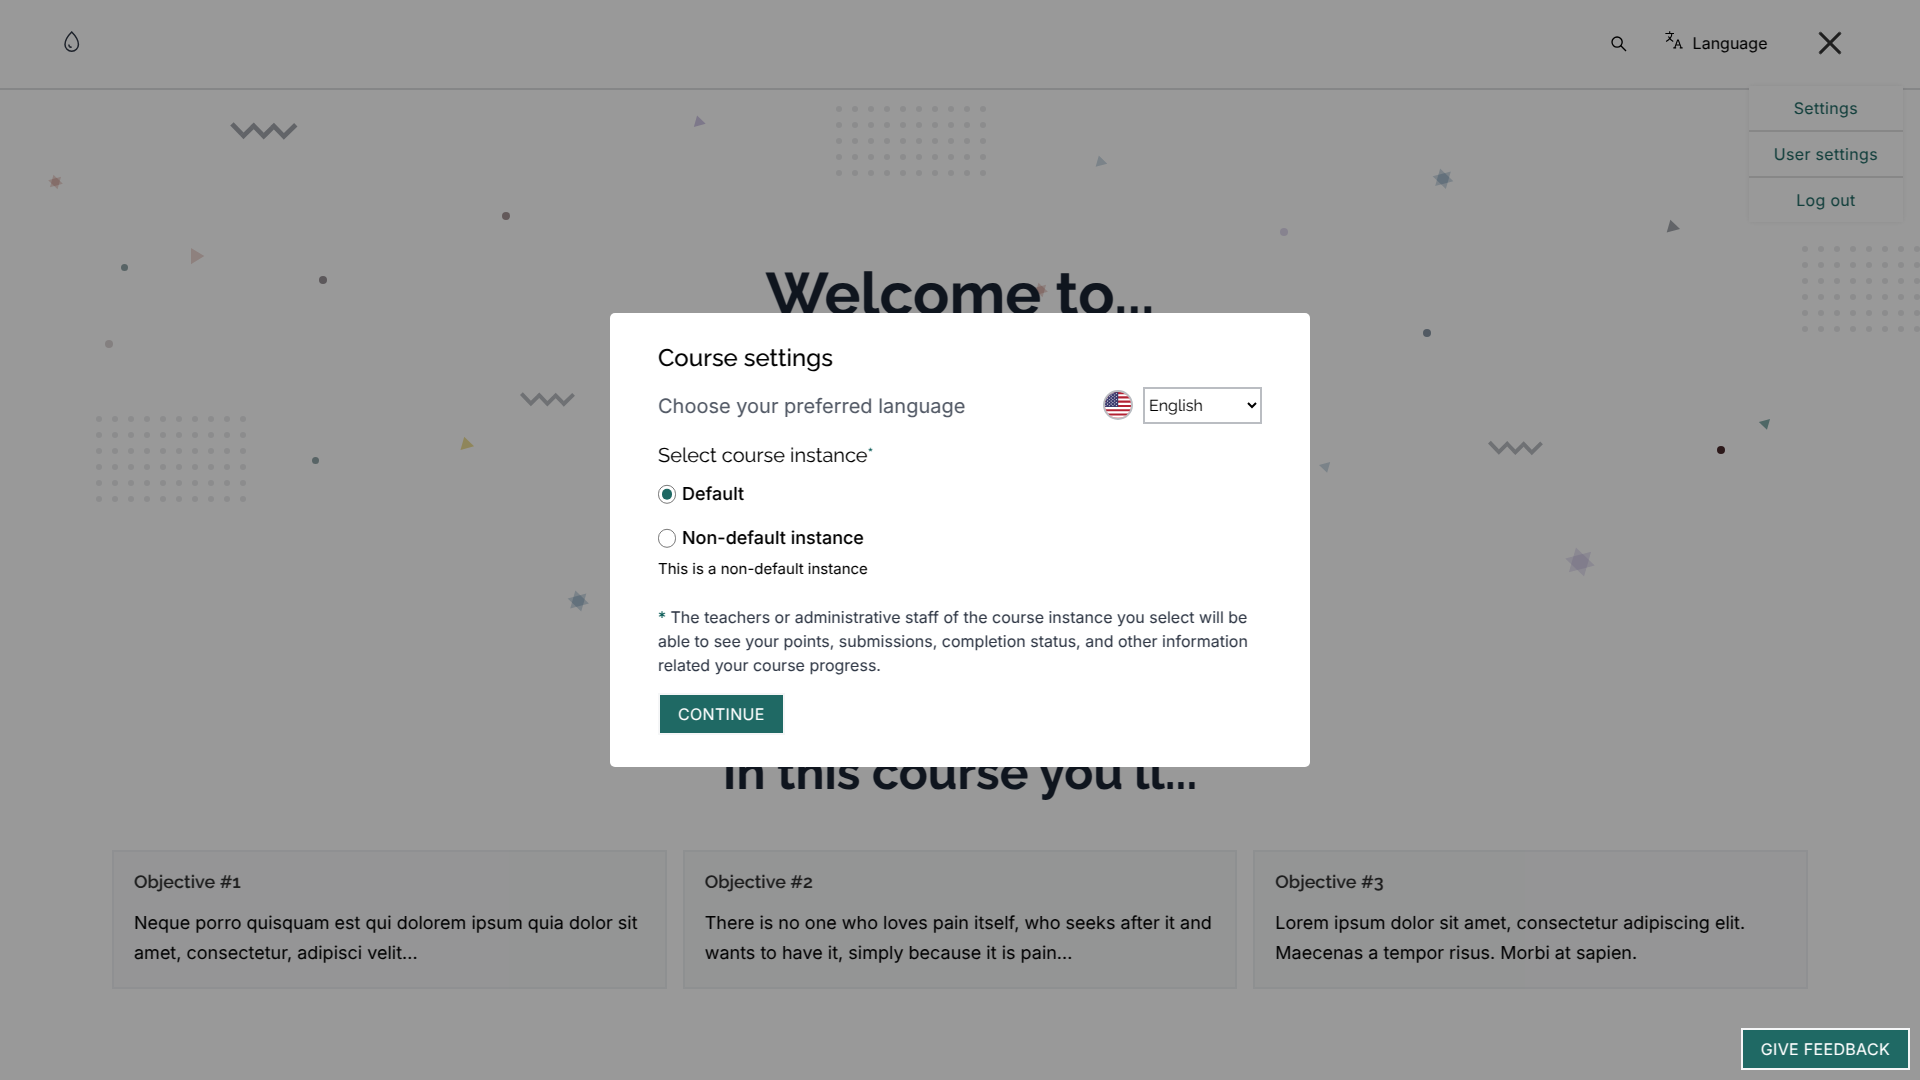 Language
Settings
User settings
Log out
Welcome to...
Course settings
Choose your preferred language
English
Select course instance*
Default
Non-default instance
This is a non-default instance
* The teachers or administrative staff of the course instance you select will be
able to see your points, submissions, completion status, and other information
related your course progress.
CONTINUE
In this course you'll...
Objective #1
Neque porro quisquam est qui dolorem ipsum quia dolor sit
amet, consectetur, adipisci velit...
Objective #2
There is no one who loves pain itself, who seeks after it and
wants to have it, simply because it is pain...
Objective #3
Lorem ipsum dolor sit amet, consectetur adipiscing elit.
Maecenas a tempor risus. Morbi at sapien.
GIVE FEEDBACK